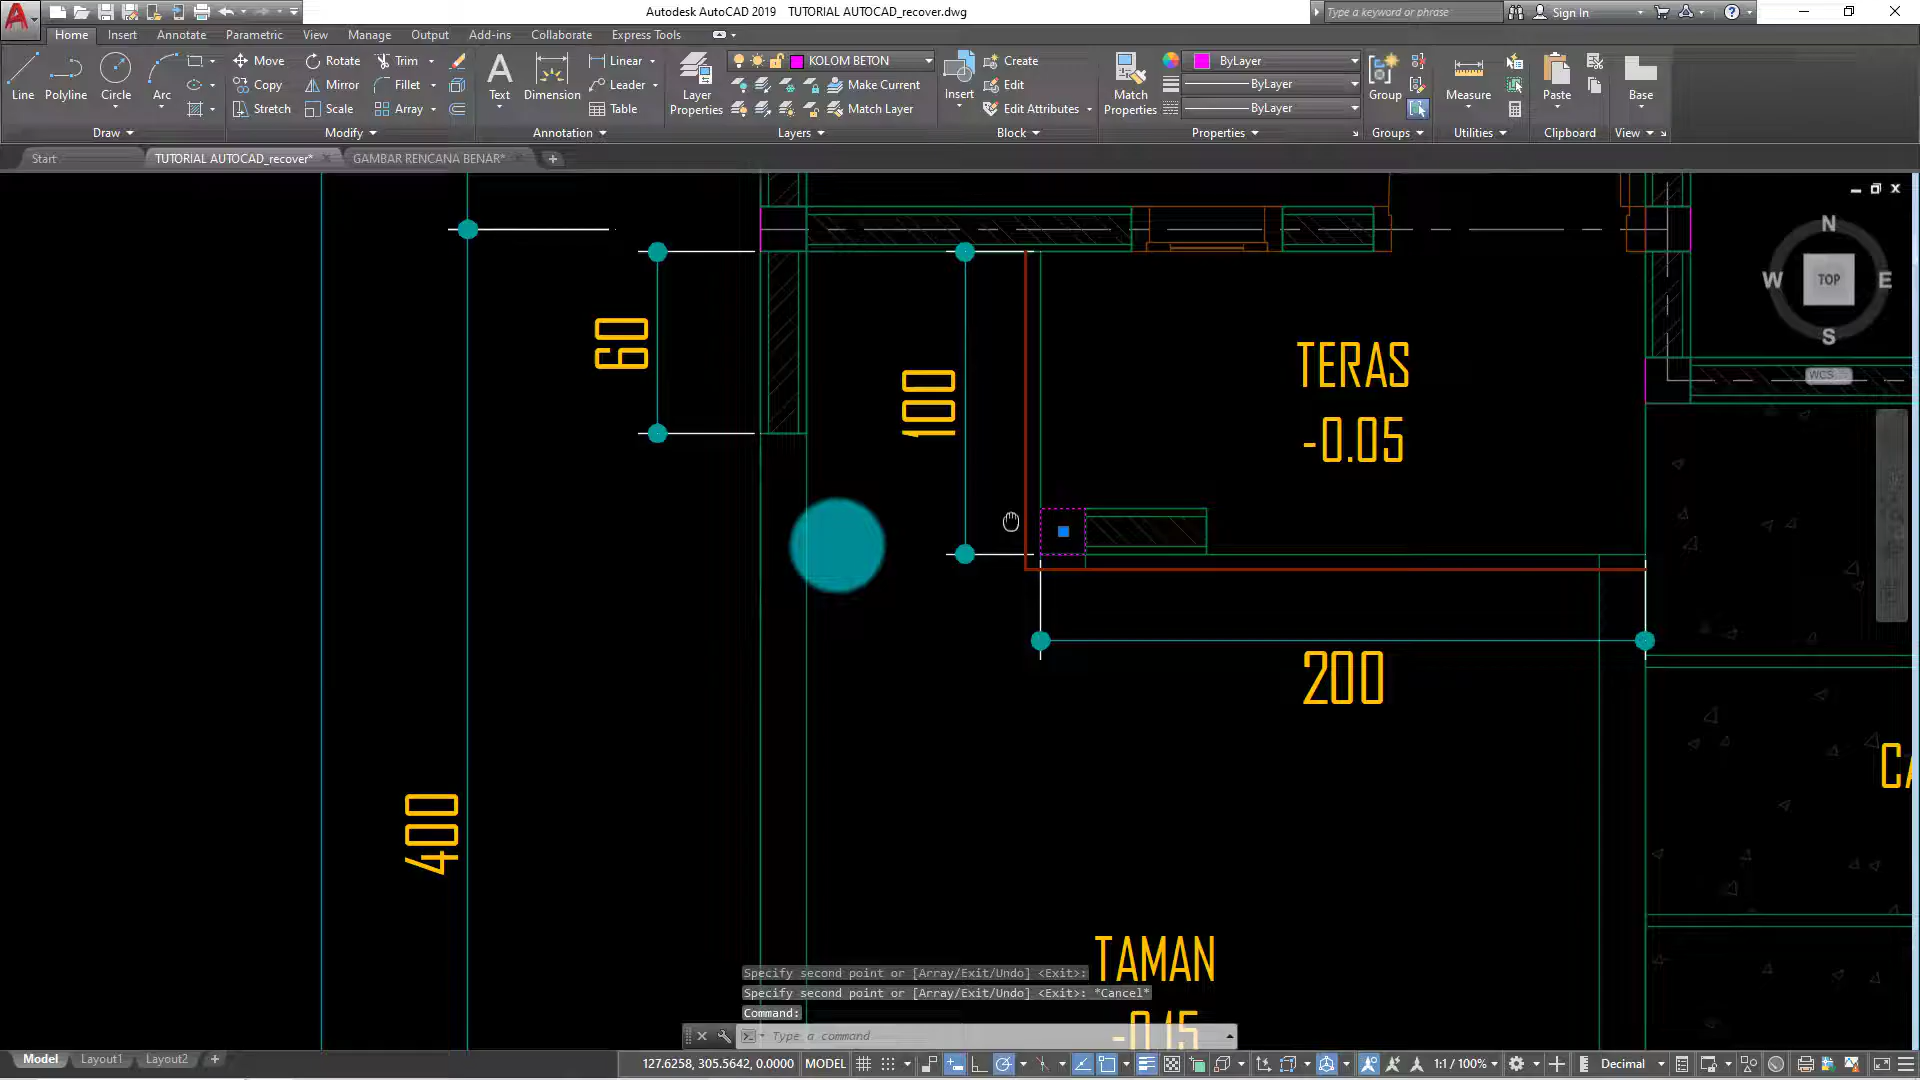 Autodesk AutoCAD 2019 TUTORIAL AUTOCAD_recover.dwg
Type a keyword or phrase
Sign In
Home Insert Annotate Parametric View Manage Output Add-ins Collaborate Express Tools
Line Polyline Circle Arc
Move Rotate Trim
Copy Mirror Fillet
Stretch Scale Array
Text Dimension
Linear
Leader
Table
Layer Properties
KOLOM BETON
Make Current
Match Layer
Insert
Create
Edit
Edit Attributes
Match Properties
ByLayer
ByLayer
ByLayer
Group
Measure
Paste
Base
Draw Modify Annotation Layers Block Properties Groups Utilities Clipboard View
Start TUTORIAL AUTOCAD_recover* GAMBAR RENCANA BENAR*
N
W TOP E
S
WCS
60
100
TERAS
-0.05
200
400
TAMAN
-0.15
Specify second point or [Array/Exit/Undo] <Exit>:
Specify second point or [Array/Exit/Undo] <Exit>: *Cancel*
Command:
Type a command
Model Layout1 Layout2
127.6258, 305.5642, 0.0000 MODEL
1:1 / 100%
Decimal